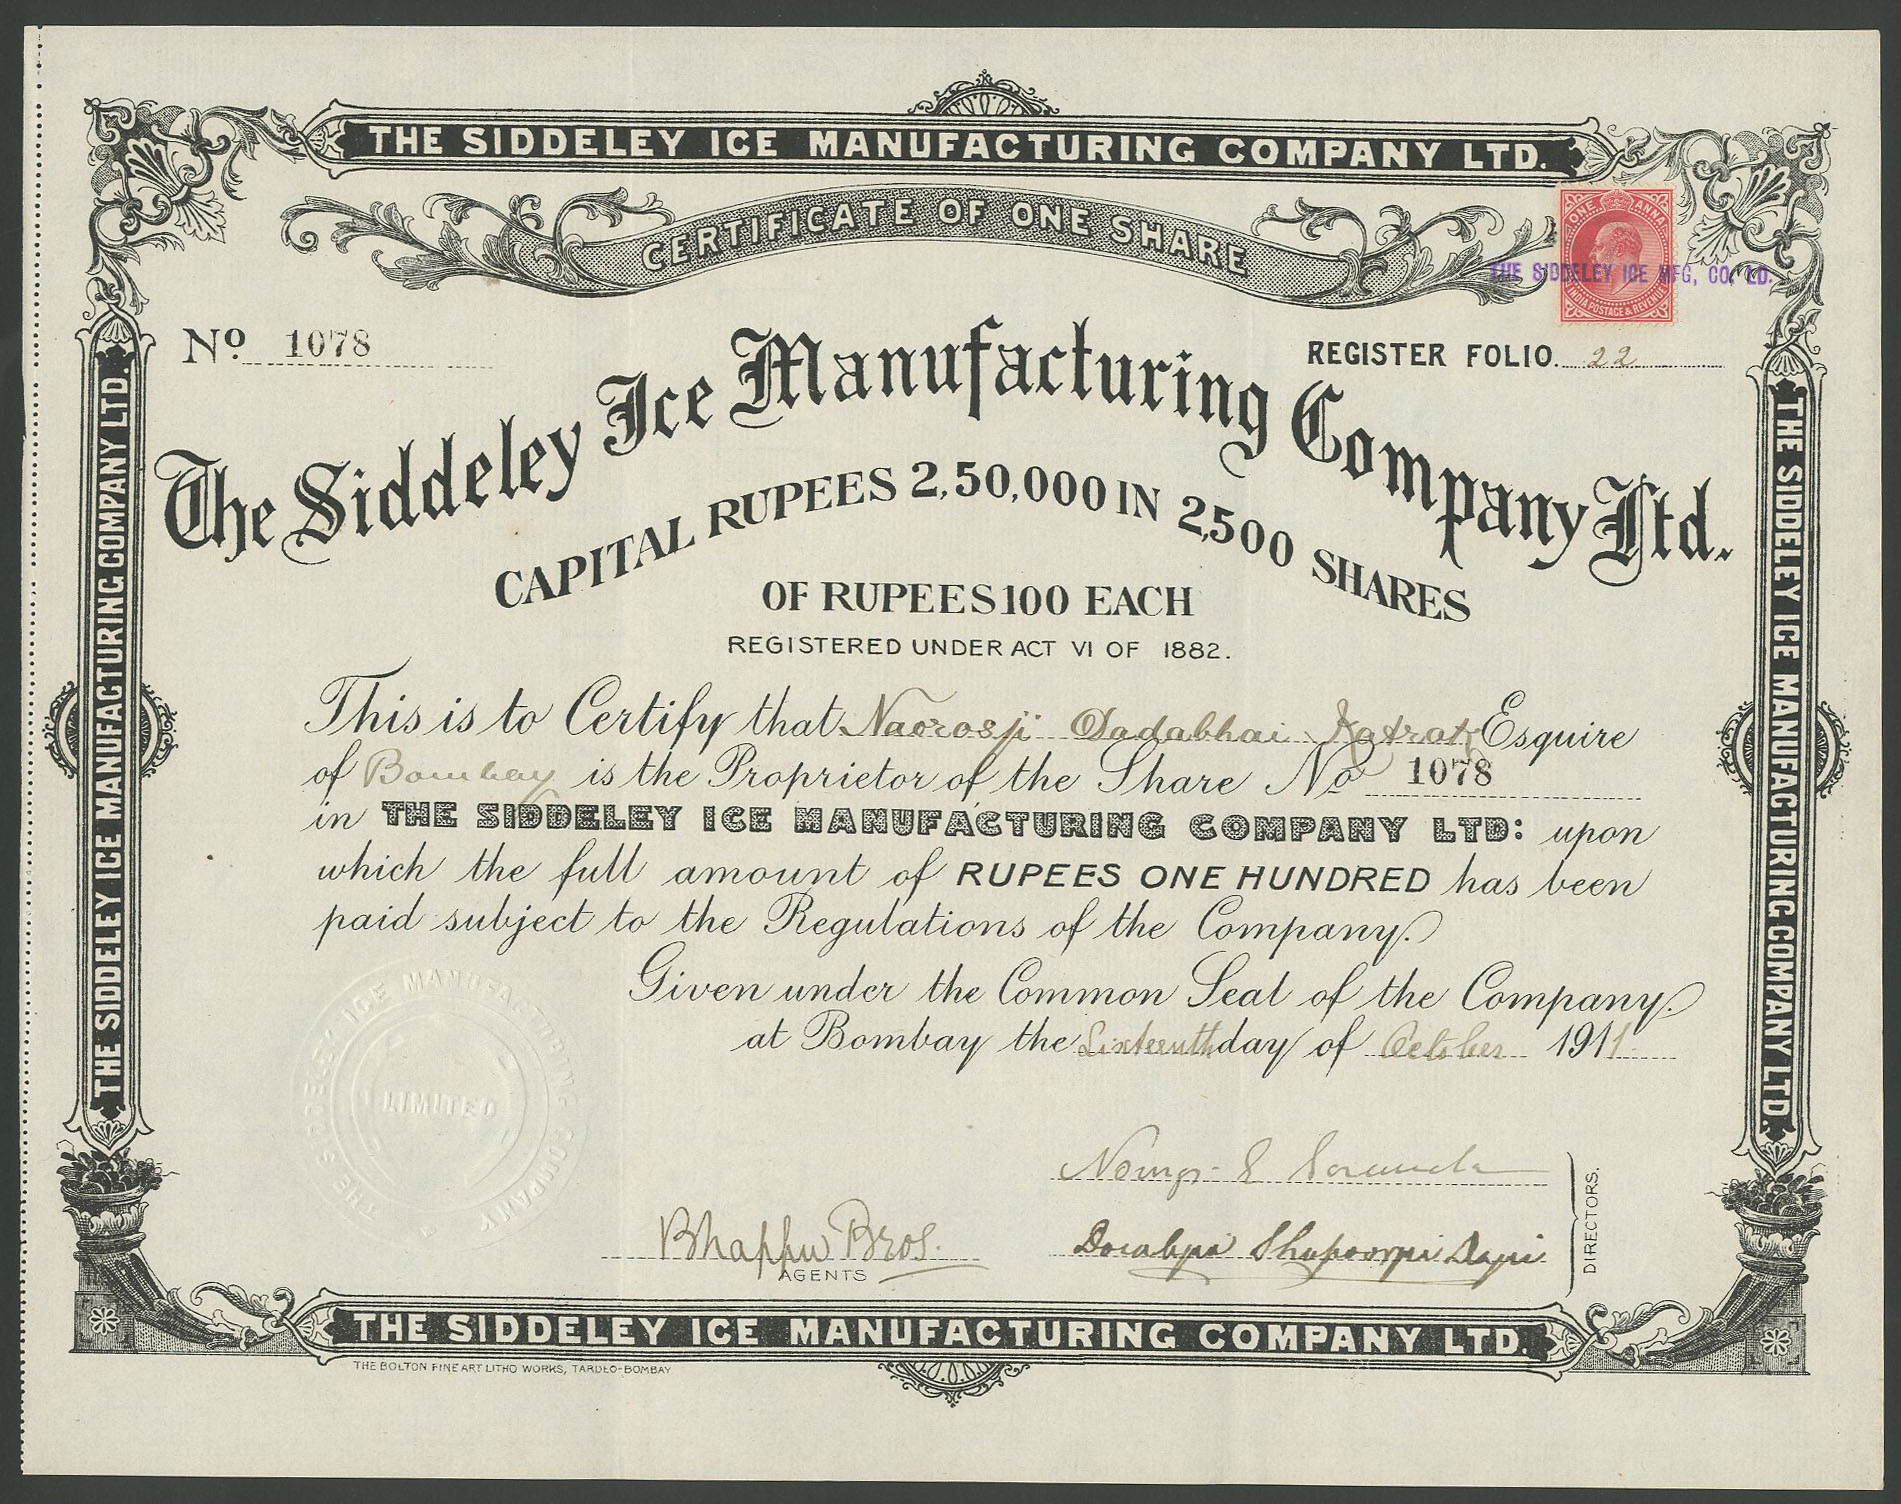 THE SIDDELEY ICE MANUFACTURING COMPANY LTD.
CERTIFICATE OF ONE SHARE
ONE ANNA
INDIA POSTAGE & REVENUE
THE SIDDELEY ICE MFG, CO, LD.
No. 1078
REGISTER FOLIO. 22
The Siddeley Ice Manufacturing Company Ltd.
CAPITAL RUPEES 2,50,000 IN 2,500 SHARES
OF RUPEES 100 EACH
REGISTERED UNDER ACT VI OF 1882.
This is to Certify that Naorosji Dadabhai Katrak Esquire
of Bombay is the Proprietor of the Share No 1078
in THE SIDDELEY ICE MANUFACTURING COMPANY LTD: upon
which the full amount of RUPEES ONE HUNDRED has been
paid subject to the Regulations of the Company.
Given under the Common Seal of the Company.
at Bombay the Sixteenth day of October 1911
THE SIDDELEY ICE MANUFACTURING COMPANY
LIMITED
Bhappu Bros.
AGENTS
Dorabji
DIRECTORS.
THE SIDDELEY ICE MANUFACTURING COMPANY LTD.
THE SIDDELEY ICE MANUFACTURING COMPANY LTD.
THE SIDDELEY ICE MANUFACTURING COMPANY LTD.
THE BOLTON FINE ART LITHO WORKS, TARDEO-BOMBAY